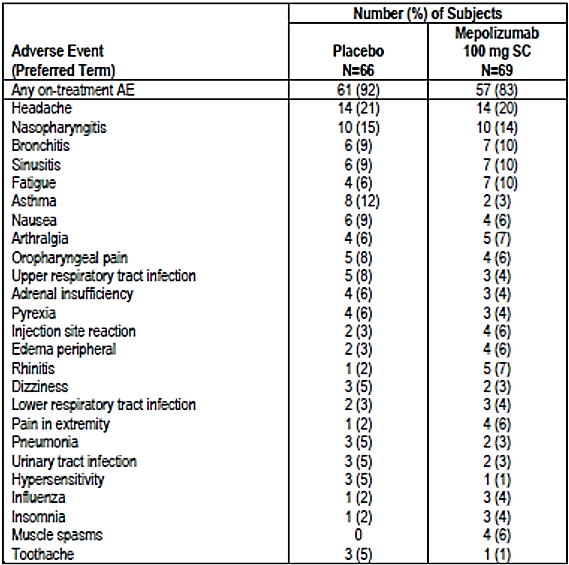 Number (%) of Subjects
Adverse Event (Preferred Term) Placebo N=66 Mepolizumab 100 mg SC N=69
Any on-treatment AE 61 (92) 57 (83)
Headache 14 (21) 14 (20)
Nasopharyngitis 10 (15) 10 (14)
Bronchitis 6 (9) 7 (10)
Sinusitis 6 (9) 7 (10)
Fatigue 4 (6) 7 (10)
Asthma 8 (12) 2 (3)
Nausea 6 (9) 4 (6)
Arthralgia 4 (6) 5 (7)
Oropharyngeal pain 5 (8) 4 (6)
Upper respiratory tract infection 5 (8) 3 (4)
Adrenal insufficiency 4 (6) 3 (4)
Pyrexia 4 (6) 3 (4)
Injection site reaction 2 (3) 4 (6)
Edema peripheral 2 (3) 4 (6)
Rhinitis 1 (2) 5 (7)
Dizziness 3 (5) 2 (3)
Lower respiratory tract infection 2 (3) 3 (4)
Pain in extremity 1 (2) 4 (6)
Pneumonia 3 (5) 2 (3)
Urinary tract infection 3 (5) 2 (3)
Hypersensitivity 3 (5) 1 (1)
Influenza 1 (2) 3 (4)
Insomnia 1 (2) 3 (4)
Muscle spasms 0 4 (6)
Toothache 3 (5) 1 (1)